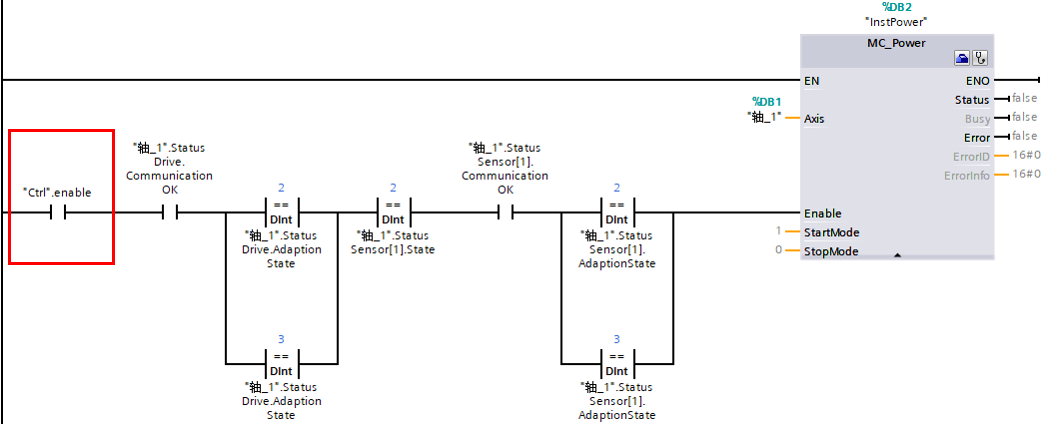 %DB2
"InstPower"
MC_Power
EN
ENO
Status
false
%DB1
"轴_1"
Axis
Busy
false
Error
false
ErrorID
16#0
ErrorInfo
16#0
"Ctrl".enable
"轴_1".Status
Drive.
Communication
OK
2
==
DInt
"轴_1".Status
Drive.Adaption
State
2
==
DInt
"轴_1".Status
Sensor[1].State
"轴_1".Status
Sensor[1].
Communication
OK
2
==
DInt
"轴_1".Status
Sensor[1].
AdaptionState
Enable
1
StartMode
0
StopMode
3
==
DInt
"轴_1".Status
Drive.Adaption
State
3
==
DInt
"轴_1".Status
Sensor[1].
AdaptionState